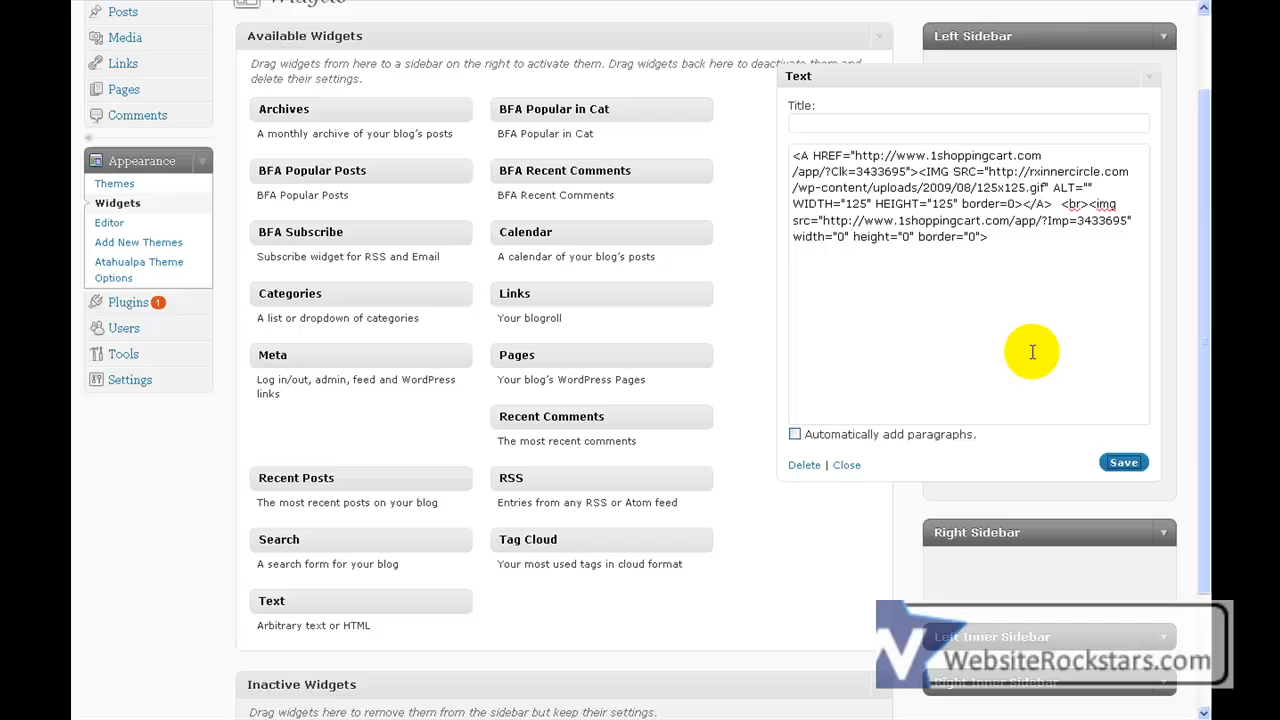 Widgets
Posts
Media
Links
Pages
Comments
Appearance
Themes
Widgets
Editor
Add New Themes
Atahualpa Theme
Options
Plugins 1
Users
Tools
Settings
Available Widgets
Drag widgets from here to a sidebar on the right to activate them. Drag widgets back here to deactivate them and
delete their settings.
Archives
A monthly archive of your blog's posts
BFA Popular in Cat
BFA Popular in Cat
BFA Popular Posts
BFA Popular Posts
BFA Recent Comments
BFA Recent Comments
BFA Subscribe
Subscribe widget for RSS and Email
Calendar
A calendar of your blog's posts
Categories
A list or dropdown of categories
Links
Your blogroll
Meta
Log in/out, admin, feed and WordPress
links
Pages
Your blog's WordPress Pages
Recent Comments
The most recent comments
Recent Posts
The most recent posts on your blog
RSS
Entries from any RSS or Atom feed
Search
A search form for your blog
Tag Cloud
Your most used tags in cloud format
Text
Arbitrary text or HTML
Inactive Widgets
Drag widgets here to remove them from the sidebar but keep their settings.
Left Sidebar
Text
Title:
<A HREF="http://www.1shoppingcart.com
/app/?Clk=3433695"><IMG SRC="http://rxinnercircle.com
/wp-content/uploads/2009/08/125x125.gif" ALT=""
WIDTH="125" HEIGHT="125" border=0></A> <br><img
src="http://www.1shoppingcart.com/app/?Imp=3433695"
width="0" height="0" border="0">
Automatically add paragraphs.
Delete | Close
Save
Right Sidebar
Left Inner Sidebar
WebsiteRockstars.com
Right Inner Sidebar